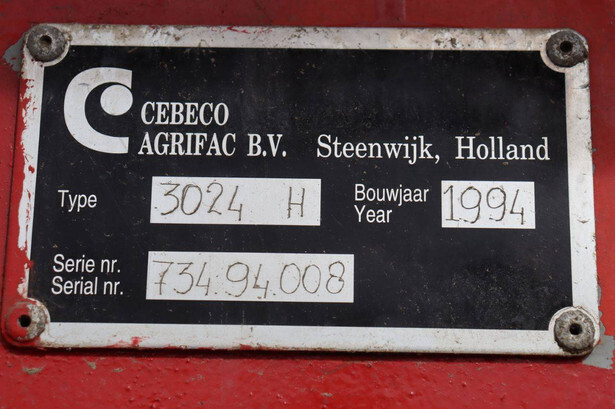 CEBECO
AGRIFAC B.V. Steenwijk, Holland
Type 3024 H Bouwjaar Year 1994
Serie nr. Serial nr. 734.94.008